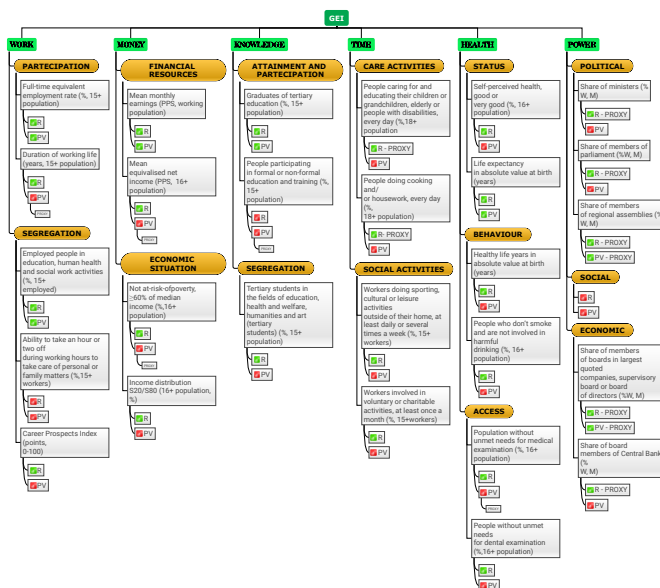 GEI
WORK
PARTICIPATION
Full-time equivalent
employment rate (%, 15+
population)
R
PV
Duration of working life
(years, 15+ population)
R
PV
PROXY
SEGREGATION
Employed people in
education, human health
and social work activities
(%, 15+
employed)
R
PV
Ability to take an hour or
two off
during working hours to
take care of personal or
family matters (%,15+
workers)
R
PV
Career Prospects Index
(points,
0-100)
R
PV
MONEY
FINANCIAL
RESOURCES
Mean monthly
earnings (PPS, working
population)
R
PV
Mean
equivalised net
income (PPS, 16+
population)
R
PV
PROXY
ECONOMIC
SITUATION
Not at-risk-ofpoverty,
≥60% of median
income (%,16+
population)
R
PV
PROXY
Income distribution
S20/S80 (16+ population,
%)
R
PV
KNOWLEDGE
ATTAINMENT AND
PARTICIPATION
Graduates of tertiary
education (%, 15+
population)
R
PV
People participating
in formal or non-formal
education and training (%,
15+
population)
R
PV
PROXY
SEGREGATION
Tertiary students in
the fields of education,
health and welfare,
humanities and art
(tertiary
students) (%, 15+
population)
R
PV
TIME
CARE ACTIVITIES
People caring for and
educating their children or
grandchildren, elderly or
people with disabilities,
every day (%,18+
population
R - PROXY
PV
People doing cooking
and/
or housework, every day
(%,
18+ population)
R- PROXY
PV
SOCIAL ACTIVITIES
Workers doing sporting,
cultural or leisure
activities
outside of their home, at
least daily or several
times a week (%, 15+
workers)
R
PV
Workers involved in
voluntary or charitable
activities, at least once a
month (%, 15+workers)
R
PV
HEALTH
STATUS
Self-perceived health,
good or
very good (%, 16+
population)
R
PV
Life expectancy
in absolute value at birth
(years)
R
PV
BEHAVIOUR
Healthy life years in
absolute value at birth
(years)
R
PV
People who don't smoke
and are not involved in
harmful
drinking (%, 16+
population)
R
PV
ACCESS
Population without
unmet needs for medical
examination (%, 16+
population)
R
PV
PROXY
People without unmet
needs
for dental examination
(%,16+ population)
R
PV
POWER
POLITICAL
Share of ministers (%
W, M)
R - PROXY
PV
Share of members of
parliament (%W, M)
R - PROXY
PV
Share of members
of regional assemblies (%
W, M)
R - PROXY
PV - PROXY
SOCIAL
R
PV
ECONOMIC
Share of members
of boards in largest
quoted
companies, supervisory
board or board
of directors (%W, M)
R - PROXY
PV - PROXY
Share of board
members of Central Bank
(%
W, M)
R - PROXY
PV